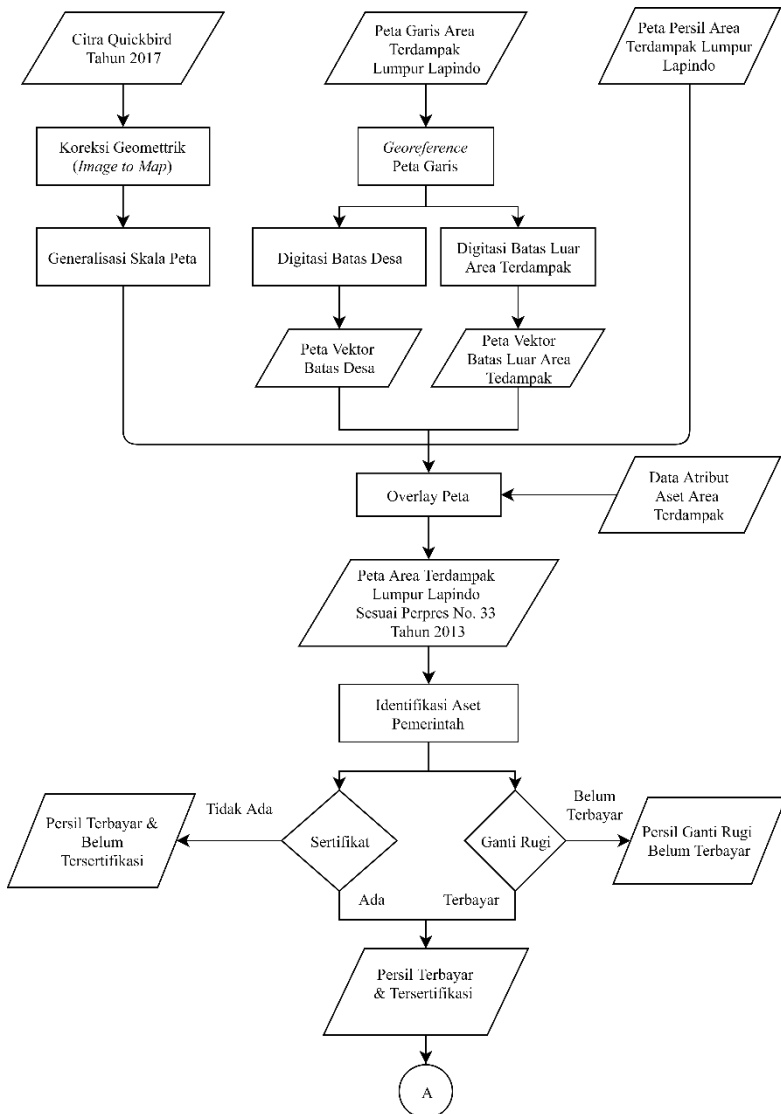 Citra Quickbird
Tahun 2017
Peta Garis Area
Terdampak
Lumpur Lapindo
Peta Persil Area
Terdampak Lumpur
Lapindo
Koreksi Geomettrik
(Image to Map)
Georeference
Peta Garis
Generalisasi Skala Peta
Digitasi Batas Desa
Digitasi Batas Luar
Area Terdampak
Peta Vektor
Batas Desa
Peta Vektor
Batas Luar Area
Tedampak
Overlay Peta
Data Atribut
Aset Area
Terdampak
Peta Area Terdampak
Lumpur Lapindo
Sesuai Perpres No. 33
Tahun 2013
Identifikasi Aset
Pemerintah
Persil Terbayar &
Belum
Tersertifikasi
Tidak Ada
Sertifikat
Ganti Rugi
Belum
Terbayar
Persil Ganti Rugi
Belum Terbayar
Ada
Terbayar
Persil Terbayar
& Tersertifikasi
A